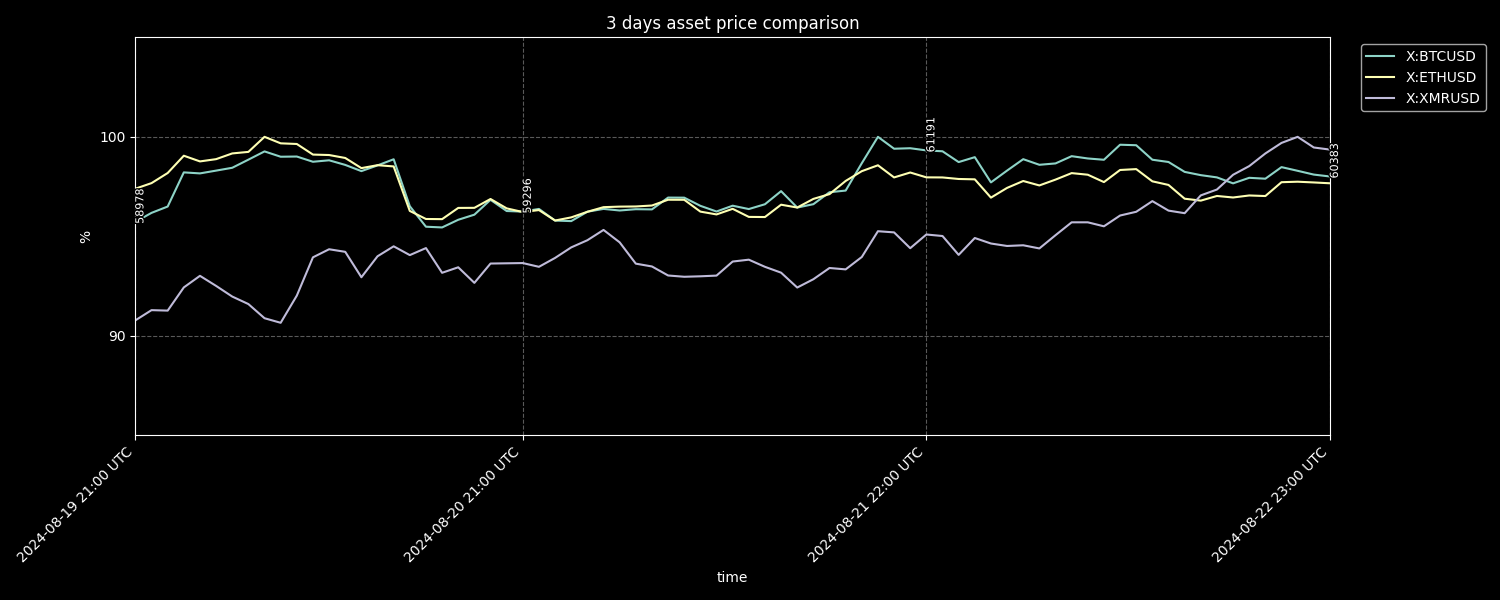 3 days asset price comparison
X:BTCUSD
X:ETHUSD
X:XMRUSD
100
90
%
58978
59296
61191
60383
2024-08-19 21:00 UTC
2024-08-20 21:00 UTC
2024-08-21 22:00 UTC
2024-08-22 23:00 UTC
time